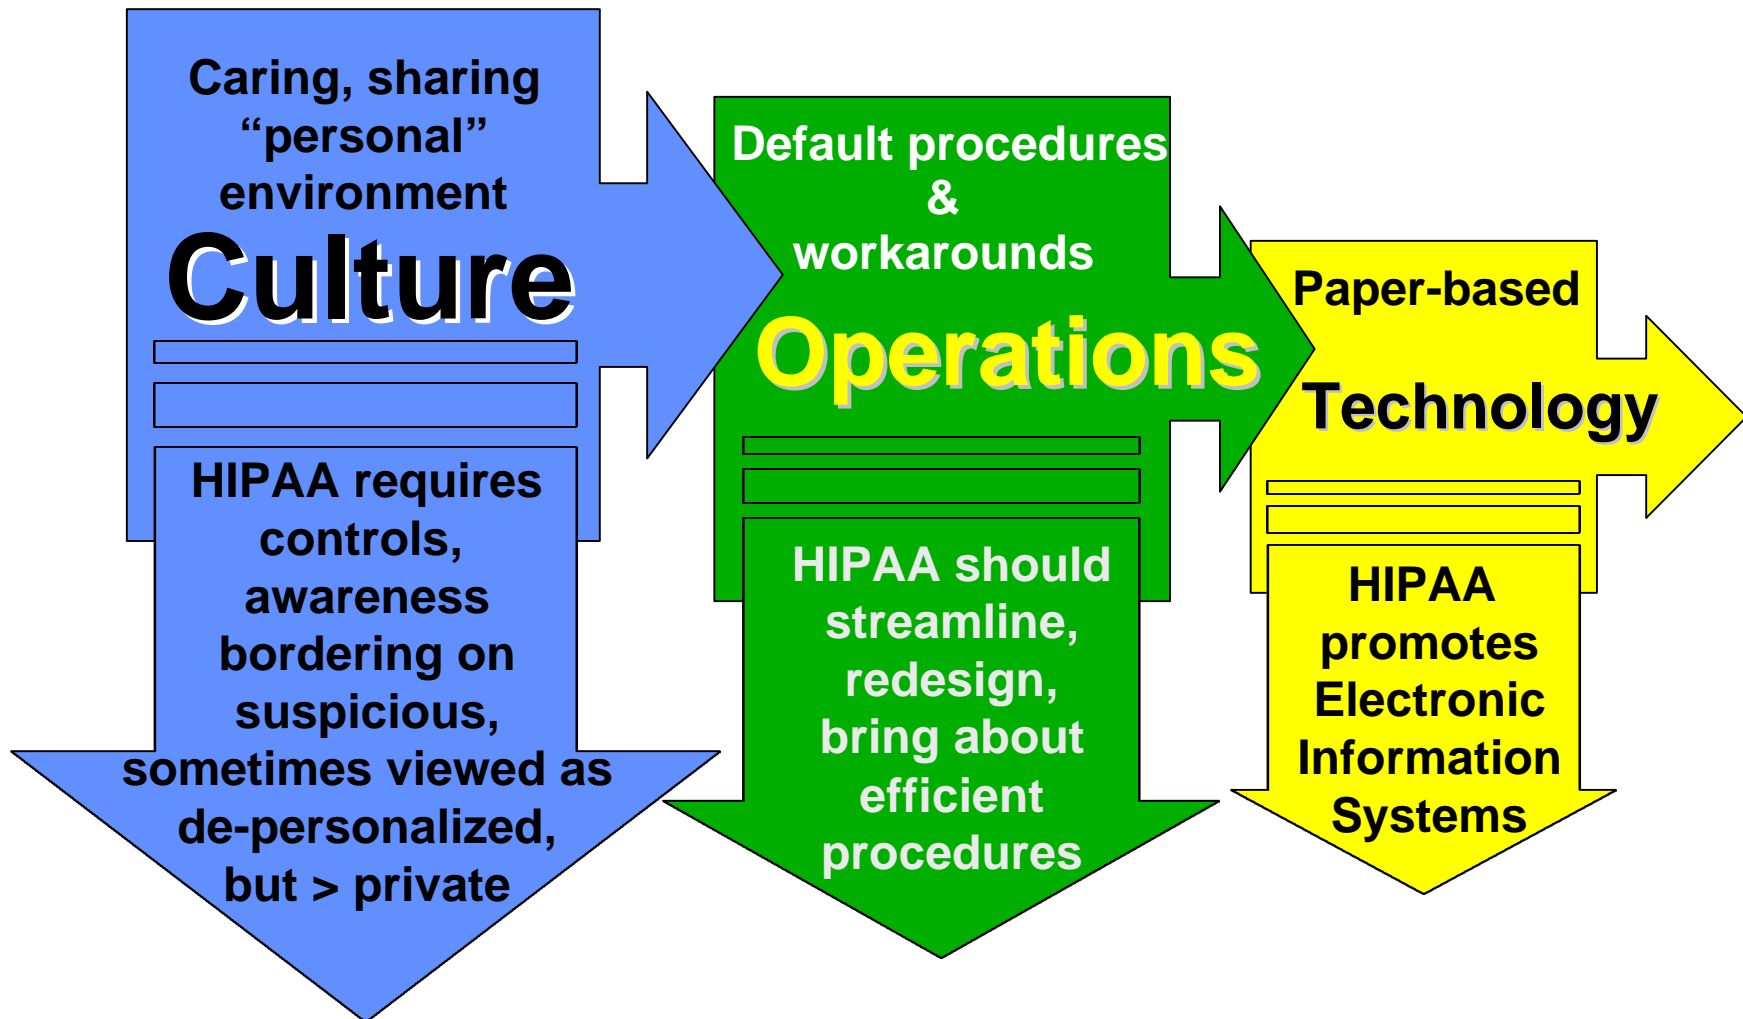 Caring, sharing
“personal”
environment
Culture
HIPAA requires
controls,
awareness
bordering on
suspicious,
sometimes viewed as
de-personalized,
but > private
Default procedures
&
workarounds
Operations
HIPAA should
streamline,
redesign,
bring about
efficient
procedures
Paper-based
Technology
HIPAA
promotes
Electronic
Information
Systems